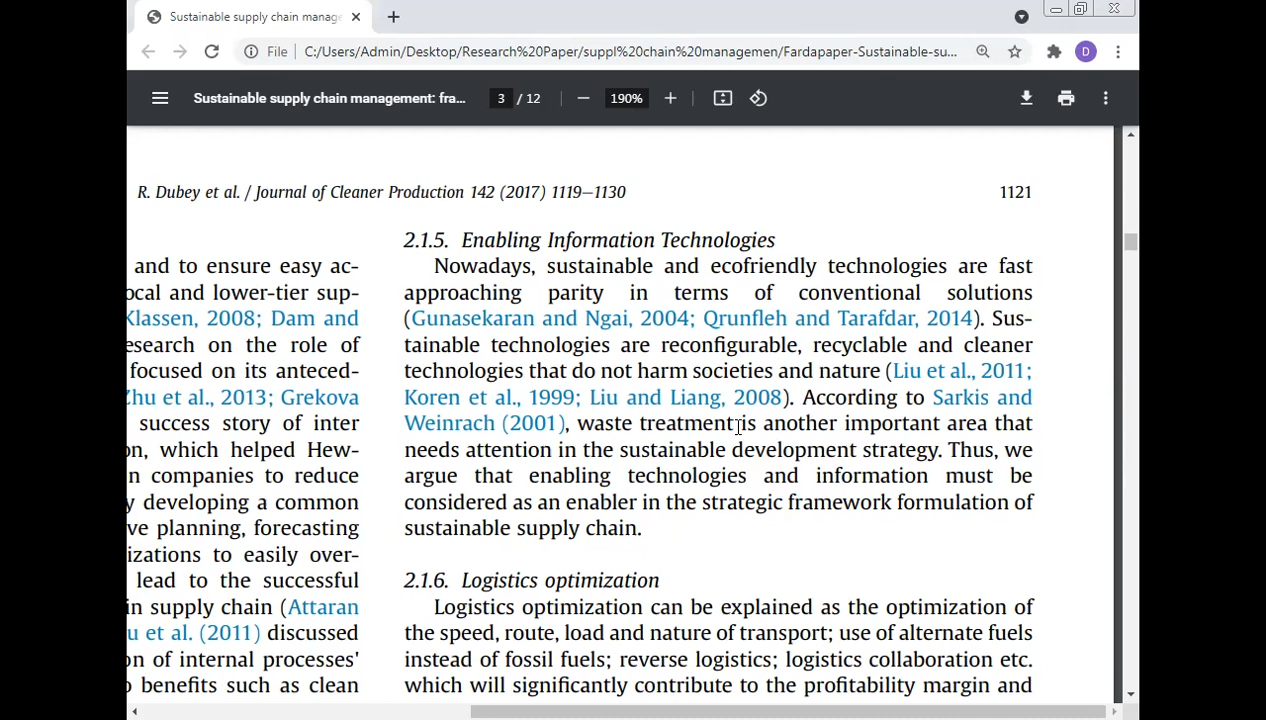 Sustainable supply chain manage
File C:/Users/Admin/Desktop/Research%20Paper/suppl%20chain%20managemen/Fardapaper-Sustainable-su... D
Sustainable supply chain management: fra... 3 / 12 190%
R. Dubey et al. / Journal of Cleaner Production 142 (2017) 1119–1130 1121
and to ensure easy ac-
ocal and lower-tier sup-
Klassen, 2008; Dam and
esearch on the role of
focused on its anteced-
Zhu et al., 2013; Grekova
success story of inter
on, which helped Hew-
n companies to reduce
y developing a common
ve planning, forecasting
izations to easily over-
lead to the successful
in supply chain (Attaran
u et al. (2011) discussed
on of internal processes'
o benefits such as clean
2.1.5. Enabling Information Technologies
Nowadays, sustainable and ecofriendly technologies are fast
approaching parity in terms of conventional solutions
(Gunasekaran and Ngai, 2004; Qrunfleh and Tarafdar, 2014). Sus-
tainable technologies are reconfigurable, recyclable and cleaner
technologies that do not harm societies and nature (Liu et al., 2011;
Koren et al., 1999; Liu and Liang, 2008). According to Sarkis and
Weinrach (2001), waste treatment is another important area that
needs attention in the sustainable development strategy. Thus, we
argue that enabling technologies and information must be
considered as an enabler in the strategic framework formulation of
sustainable supply chain.
2.1.6. Logistics optimization
Logistics optimization can be explained as the optimization of
the speed, route, load and nature of transport; use of alternate fuels
instead of fossil fuels; reverse logistics; logistics collaboration etc.
which will significantly contribute to the profitability margin and